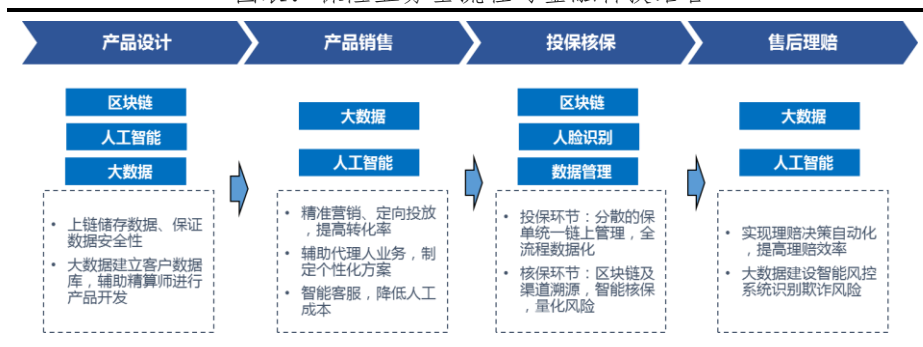 产品设计
产品销售
投保核保
售后理赔
区块链
人工智能
大数据
大数据
人工智能
区块链
人脸识别
数据管理
大数据
人工智能
• 上链储存数据、保证
数据安全性
• 大数据建立客户数据
库，辅助精算师进行
产品开发
• 精准营销、定向投放
，提高转化率
• 辅助代理人业务，制
定个性化方案
• 智能客服，降低人工
成本
• 投保环节：分散的保
单统一链上管理，全
流程数据化
• 核保环节：区块链及
渠道溯源，智能核保
，量化风险
• 实现理赔决策自动化
，提高理赔效率
• 大数据建设智能风控
系统识别欺诈风险